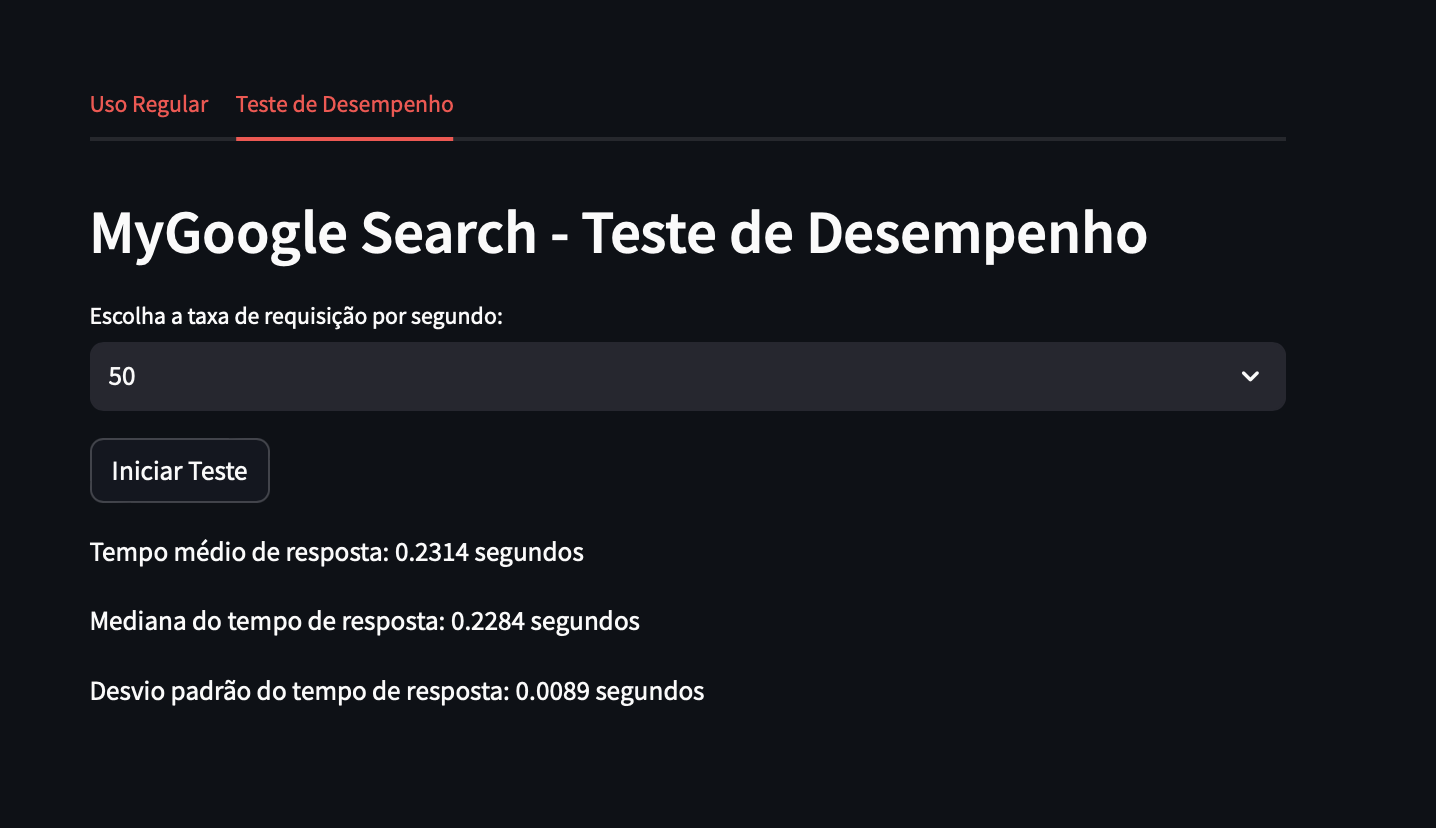 Uso Regular Teste de Desempenho
MyGoogle Search - Teste de Desempenho
Escolha a taxa de requisição por segundo:
50
Iniciar Teste
Tempo médio de resposta: 0.2314 segundos
Mediana do tempo de resposta: 0.2284 segundos
Desvio padrão do tempo de resposta: 0.0089 segundos